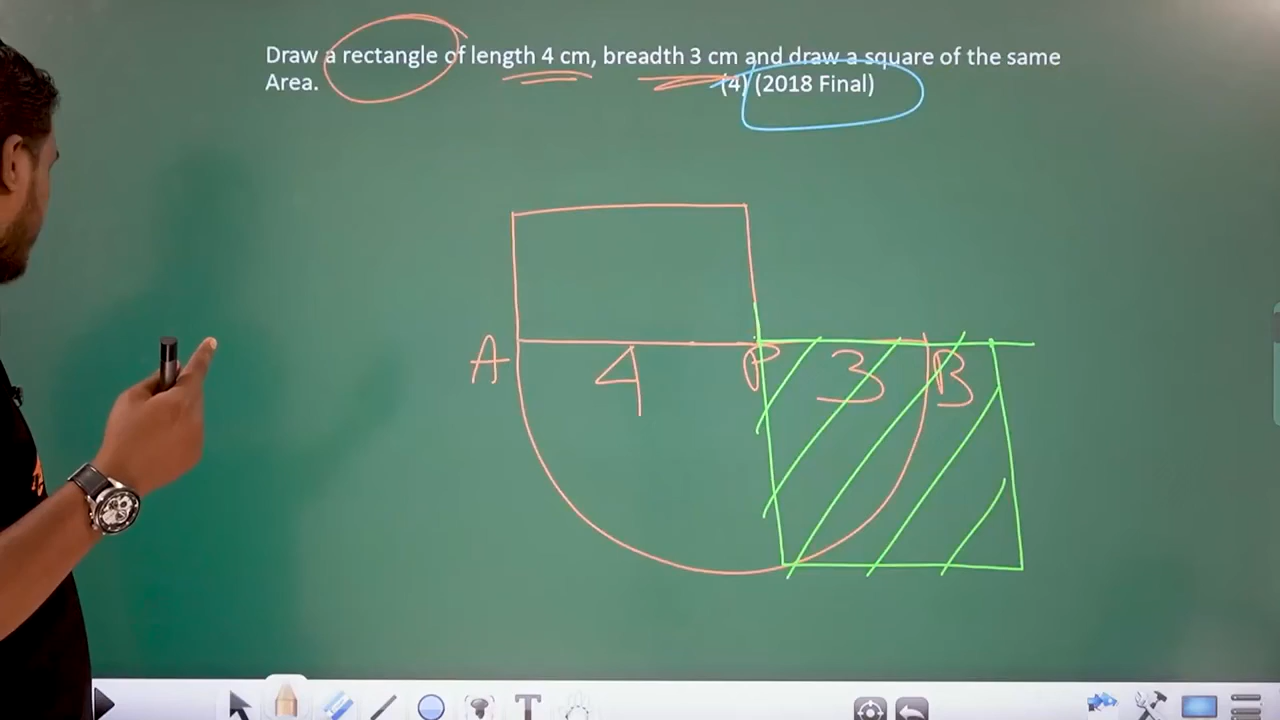 Draw a rectangle of length 4 cm, breadth 3 cm and draw a square of the same
Area. (4) (2018 Final)
A 4 P 3 B
T